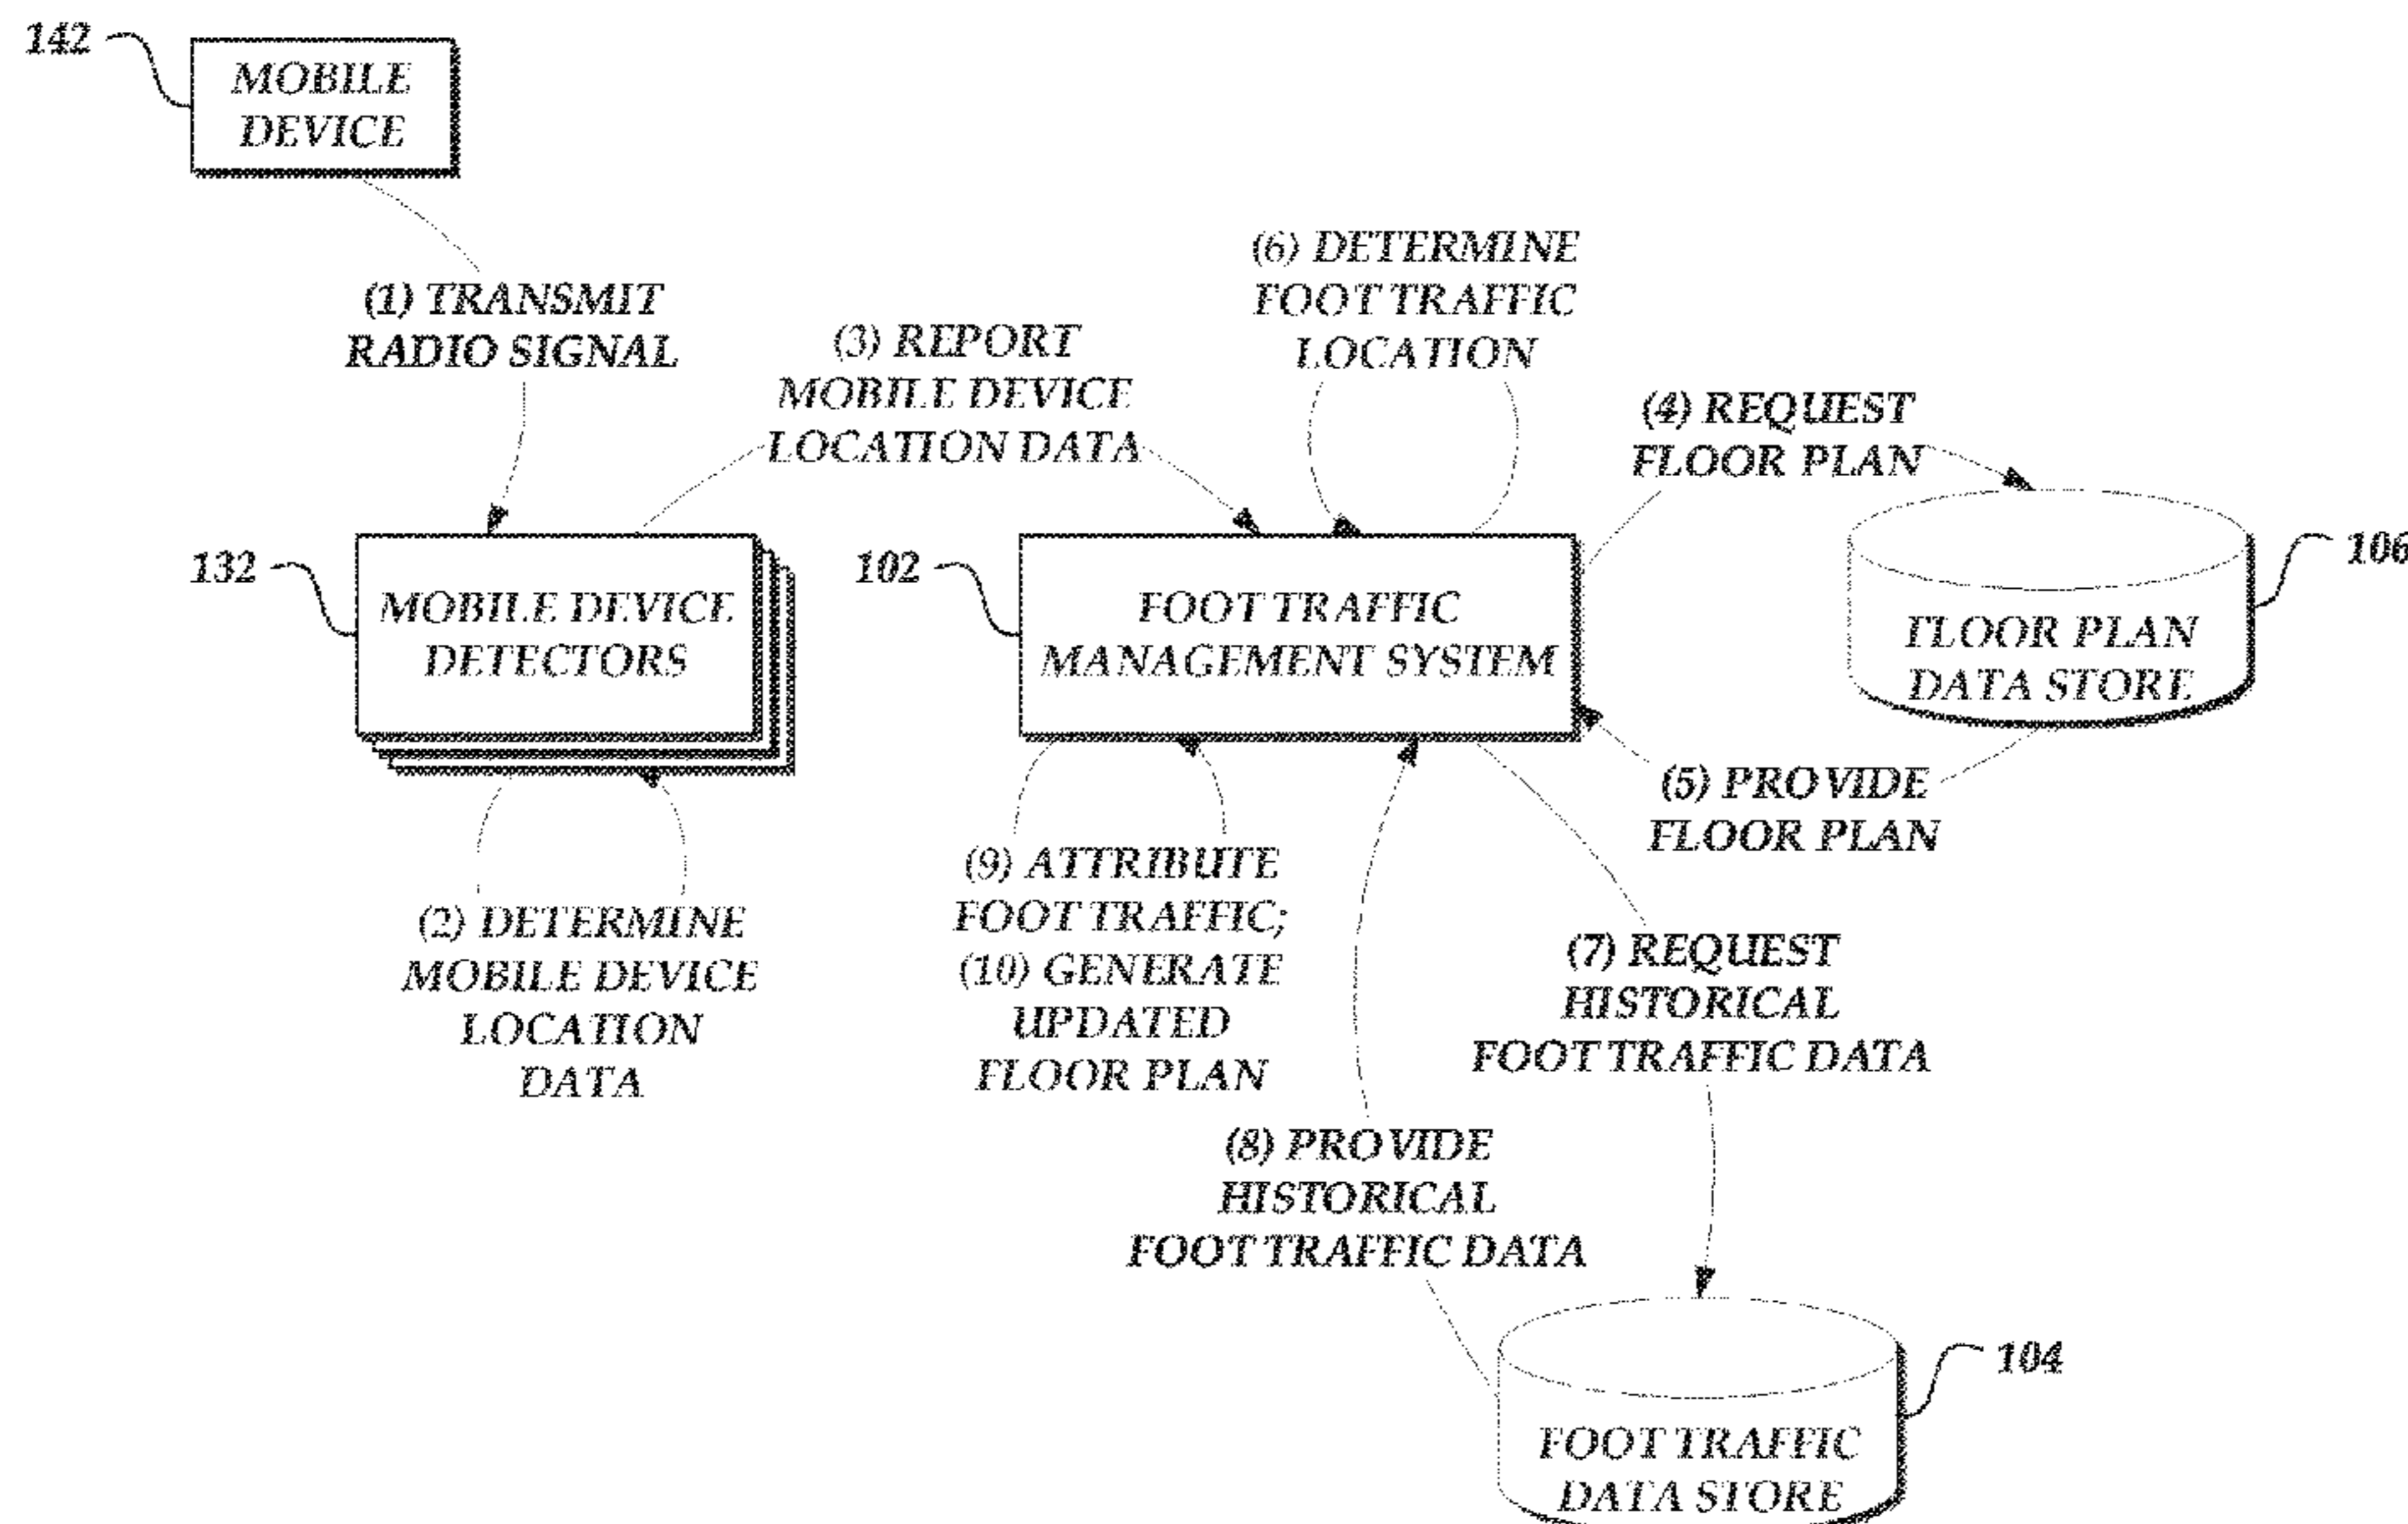 142
MOBILE
DEVICE
(1) TRANSMIT
RADIO SIGNAL
(3) REPORT
MOBILE DEVICE
LOCATION DATA
(6) DETERMINE
FOOT TRAFFIC
LOCATION
(4) REQUEST
FLOOR PLAN
132
MOBILE DEVICE
DETECTORS
102
FOOT TRAFFIC
MANAGEMENT SYSTEM
106
FLOOR PLAN
DATA STORE
(5) PROVIDE
FLOOR PLAN
(2) DETERMINE
MOBILE DEVICE
LOCATION
DATA
(9) ATTRIBUTE
FOOT TRAFFIC;
(10) GENERATE
UPDATED
FLOOR PLAN
(7) REQUEST
HISTORICAL
FOOT TRAFFIC DATA
(8) PROVIDE
HISTORICAL
FOOT TRAFFIC DATA
104
FOOT TRAFFIC
DATA STORE